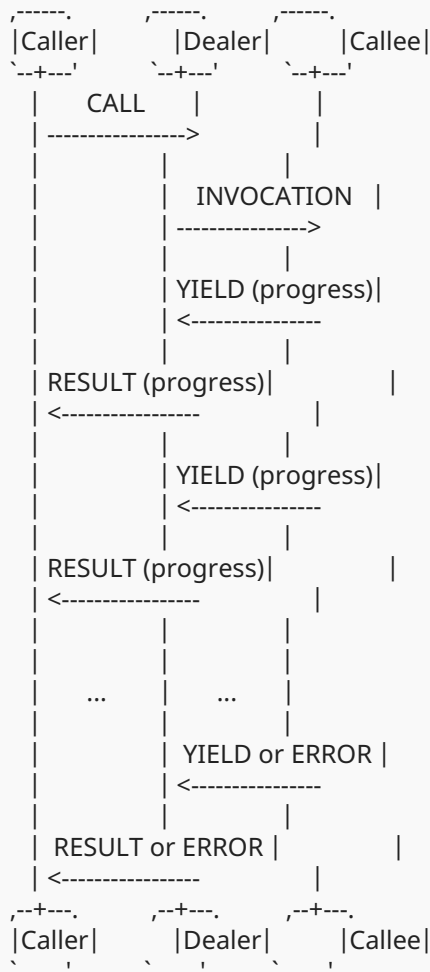 ,------.          ,------.          ,------.
|Caller|          |Dealer|          |Callee|
`--+---'          `--+---'          `--+---'
   |       CALL       |                  |
   | ----------------->                  |
   |                  |                  |
   |                  |    INVOCATION   |
   |                  | ---------------->
   |                  |                  |
   |                  | YIELD (progress)|
   |                  | <----------------
   |                  |                  |
   | RESULT (progress)|                  |
   | <-----------------                  |
   |                  |                  |
   |                  | YIELD (progress)|
   |                  | <----------------
   |                  |                  |
   | RESULT (progress)|                  |
   | <-----------------                  |
   |                  |                  |
   |                  |                  |
   |       ...        |       ...        |
   |                  |                  |
   |                  |  YIELD or ERROR |
   |                  | <----------------
   |                  |                  |
   |  RESULT or ERROR |                  |
   | <-----------------                  |
,--+---.          ,--+---.          ,--+---.
|Caller|          |Dealer|          |Callee|